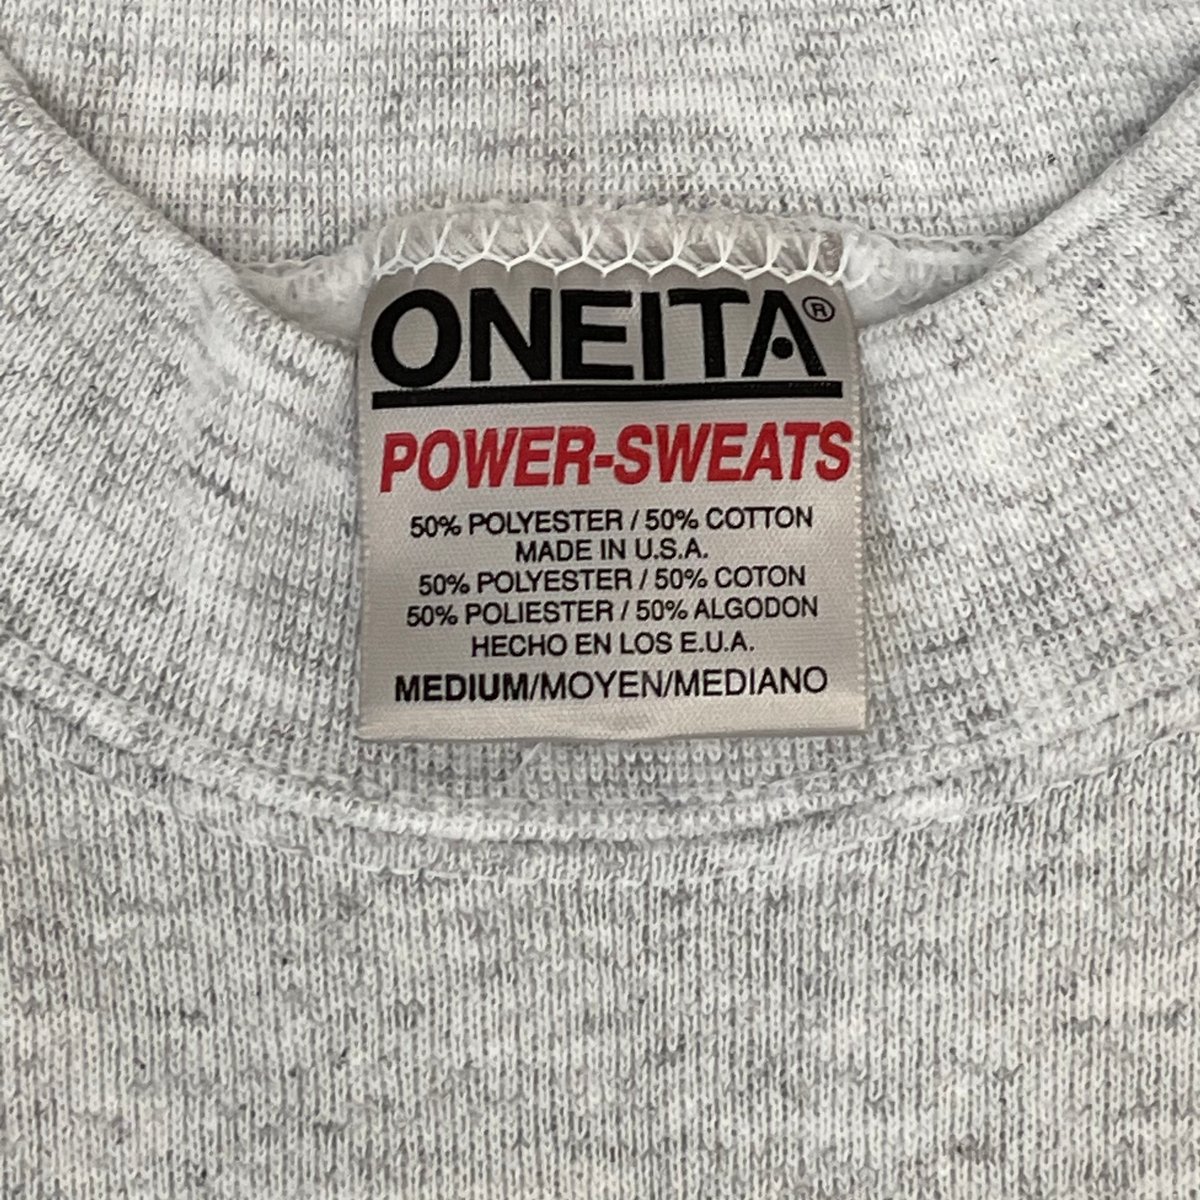 ONEITA®
POWER-SWEATS
50% POLYESTER / 50% COTTON
MADE IN U.S.A.
50% POLYESTER / 50% COTON
50% POLIESTER / 50% ALGODON
HECHO EN LOS E.U.A.
MEDIUM/MOYEN/MEDIANO